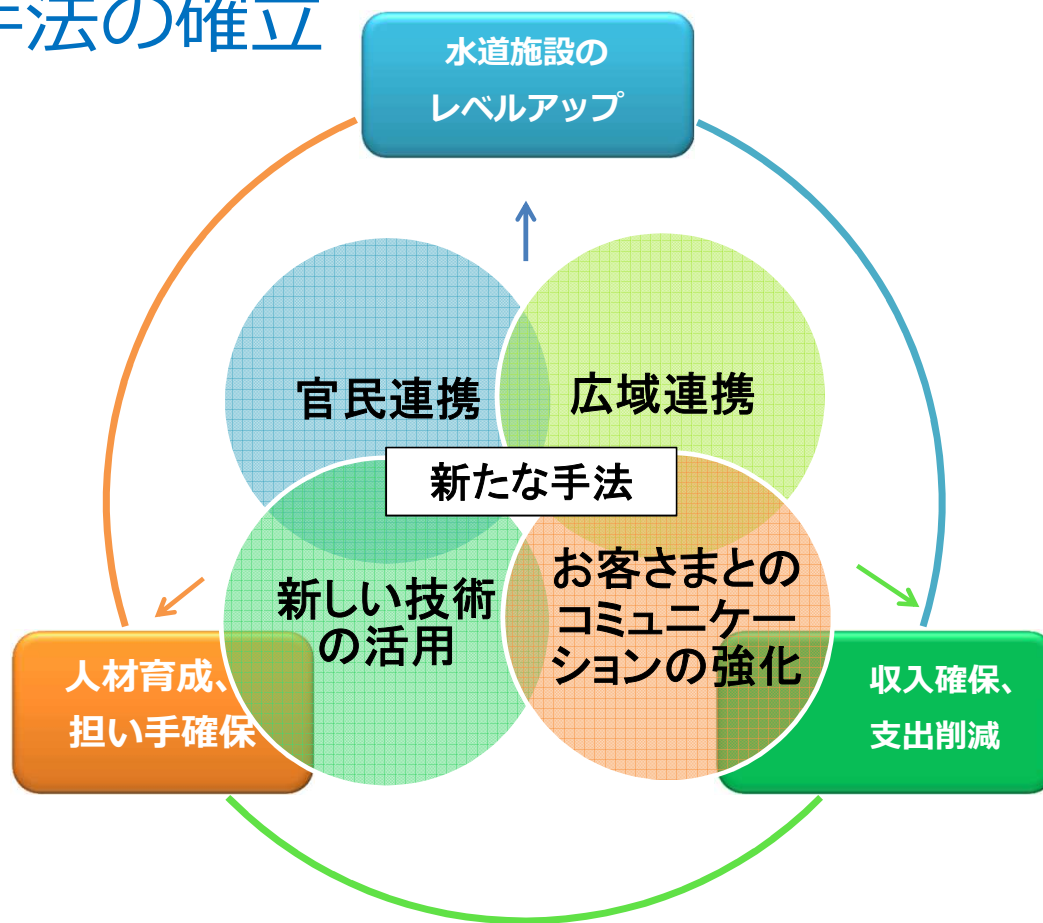 手法の確立
水道施設の
レベルアップ
官民連携
広域連携
新たな手法
新しい技術
の活用
お客さまとの
コミュニケー
ションの強化
人材育成、
担い手確保
収入確保、
支出削減